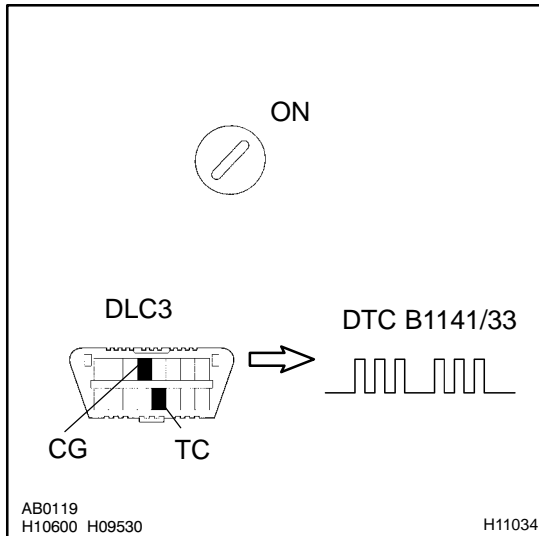 ON
DLC3
DTC B1141/33
CG
TC
AB0119
H10600 H09530
H11034